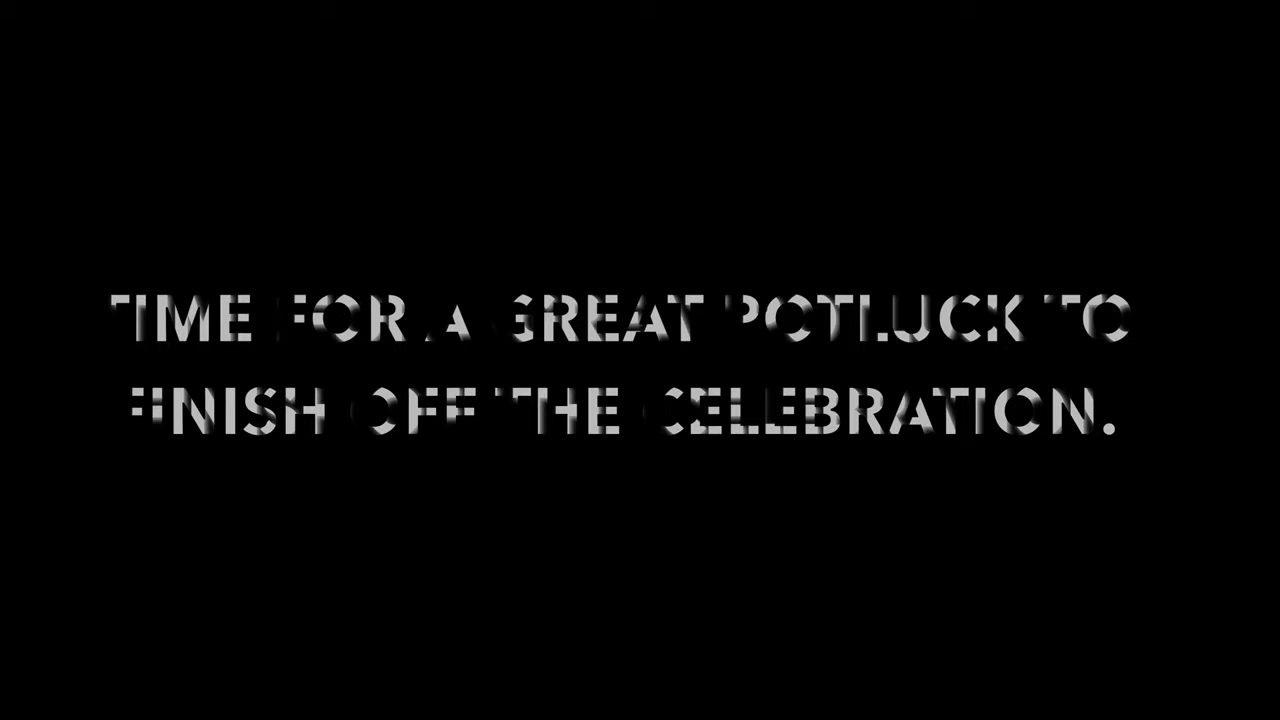 TIME FOR A GREAT POTLUCK TO
FINISH OFF THE CELEBRATION.